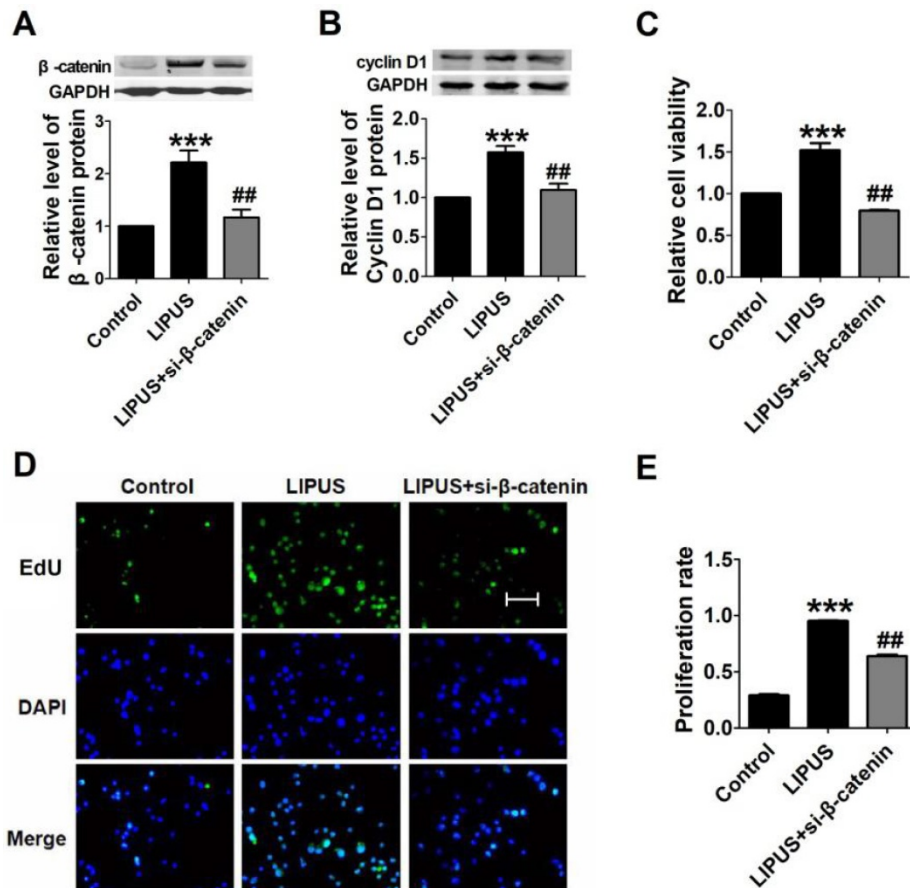 A
β -catenin
GAPDH
Relative level of
β -catenin protein
3
2
1
0
***
##
Control
LIPUS
LIPUS+si-β-catenin
B
cyclin D1
GAPDH
Relative level of
Cyclin D1 protein
2.0
1.5
1.0
0.5
0.0
***
##
Control
LIPUS
LIPUS+si-β-catenin
C
Relative cell viability
2.0
1.5
1.0
0.5
0.0
***
##
Control
LIPUS
LIPUS+si-β-catenin
D
Control
LIPUS
LIPUS+si-β-catenin
EdU
DAPI
Merge
E
Proliferation rate
1.5
1.0
0.5
0.0
***
##
Control
LIPUS
LIPUS+si-β-catenin